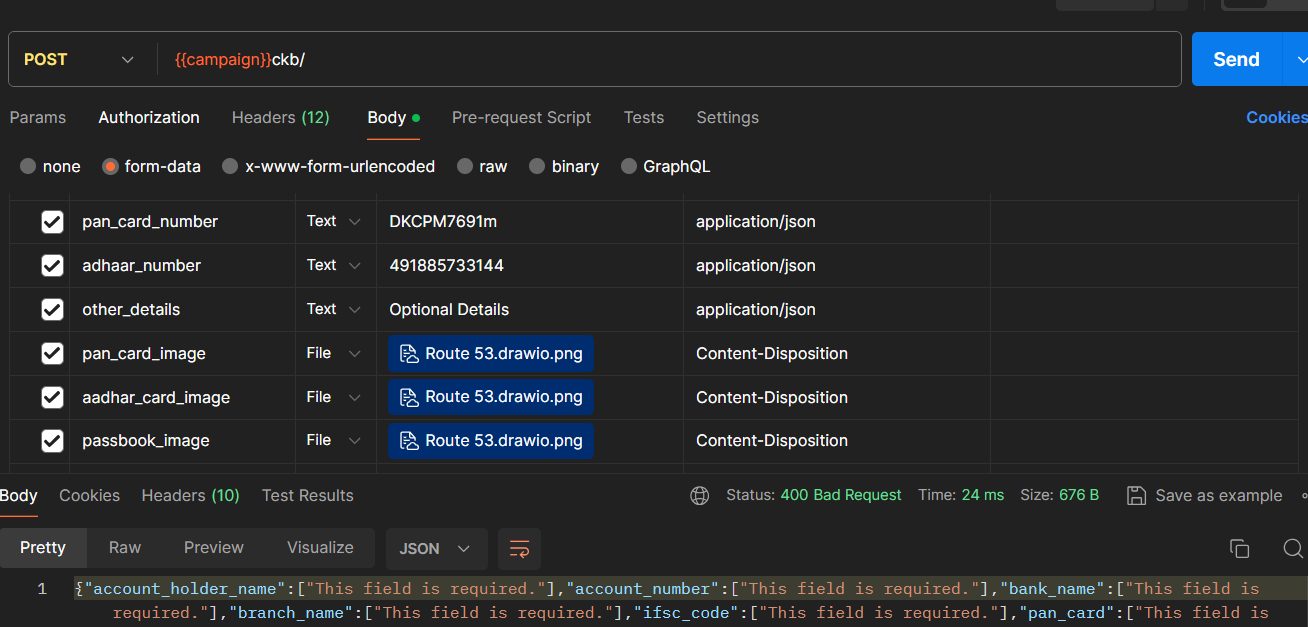 POST {{campaign}}ckb/ Send
Params Authorization Headers (12) Body Pre-request Script Tests Settings Cookies
none form-data x-www-form-urlencoded raw binary GraphQL
pan_card_number Text DKCPM7691m application/json
adhaar_number Text 491885733144 application/json
other_details Text Optional Details application/json
pan_card_image File Route 53.drawio.png Content-Disposition
aadhar_card_image File Route 53.drawio.png Content-Disposition
passbook_image File Route 53.drawio.png Content-Disposition
Body Cookies Headers (10) Test Results Status: 400 Bad Request Time: 24 ms Size: 676 B Save as example
Pretty Raw Preview Visualize JSON
1 {"account_holder_name":["This field is required."],"account_number":["This field is required."],"bank_name":["This field is
required."],"branch_name":["This field is required."],"ifsc_code":["This field is required."],"pan_card":["This field is